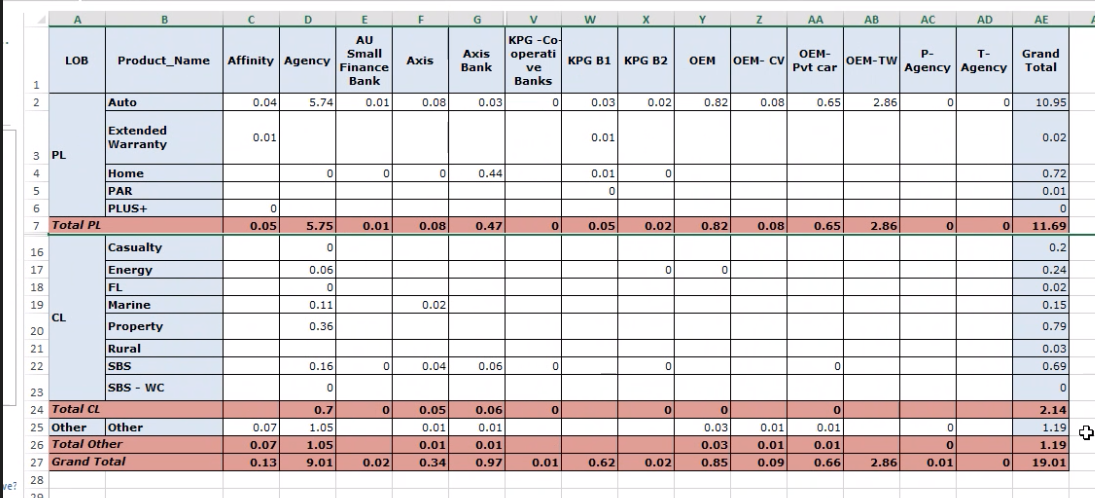 A B C D E F G V W X Y Z AA AB AC AD AE
1 LOB Product_Name Affinity Agency AU Small Finance Bank Axis Axis Bank KPG -Co-operative Banks KPG B1 KPG B2 OEM OEM- CV OEM- Pvt car OEM-TW P- Agency T- Agency Grand Total
2 Auto 0.04 5.74 0.01 0.08 0.03 0 0.03 0.02 0.82 0.08 0.65 2.86 0 0 10.95
3 PL Extended Warranty 0.01 0.01 0.02
4 Home 0 0 0 0.44 0.01 0 0.72
5 PAR 0 0.01
6 PLUS+ 0 0
7 Total PL 0.05 5.75 0.01 0.08 0.47 0 0.05 0.02 0.82 0.08 0.65 2.86 0 0 11.69
16 Casualty 0 0.2
17 Energy 0.06 0 0 0.24
18 FL 0 0.02
19 Marine 0.11 0.02 0.15
20 CL Property 0.36 0.79
21 Rural 0.03
22 SBS 0.16 0 0.04 0.06 0 0 0 0.69
23 SBS - WC 0 0
24 Total CL 0.7 0 0.05 0.06 0 0 0 0 2.14
25 Other Other 0.07 1.05 0.01 0.01 0.03 0.01 0.01 0 1.19
26 Total Other 0.07 1.05 0.01 0.01 0.03 0.01 0.01 0 1.19
27 Grand Total 0.13 9.01 0.02 0.34 0.97 0.01 0.62 0.02 0.85 0.09 0.66 2.86 0.01 0 19.01
28
ve?